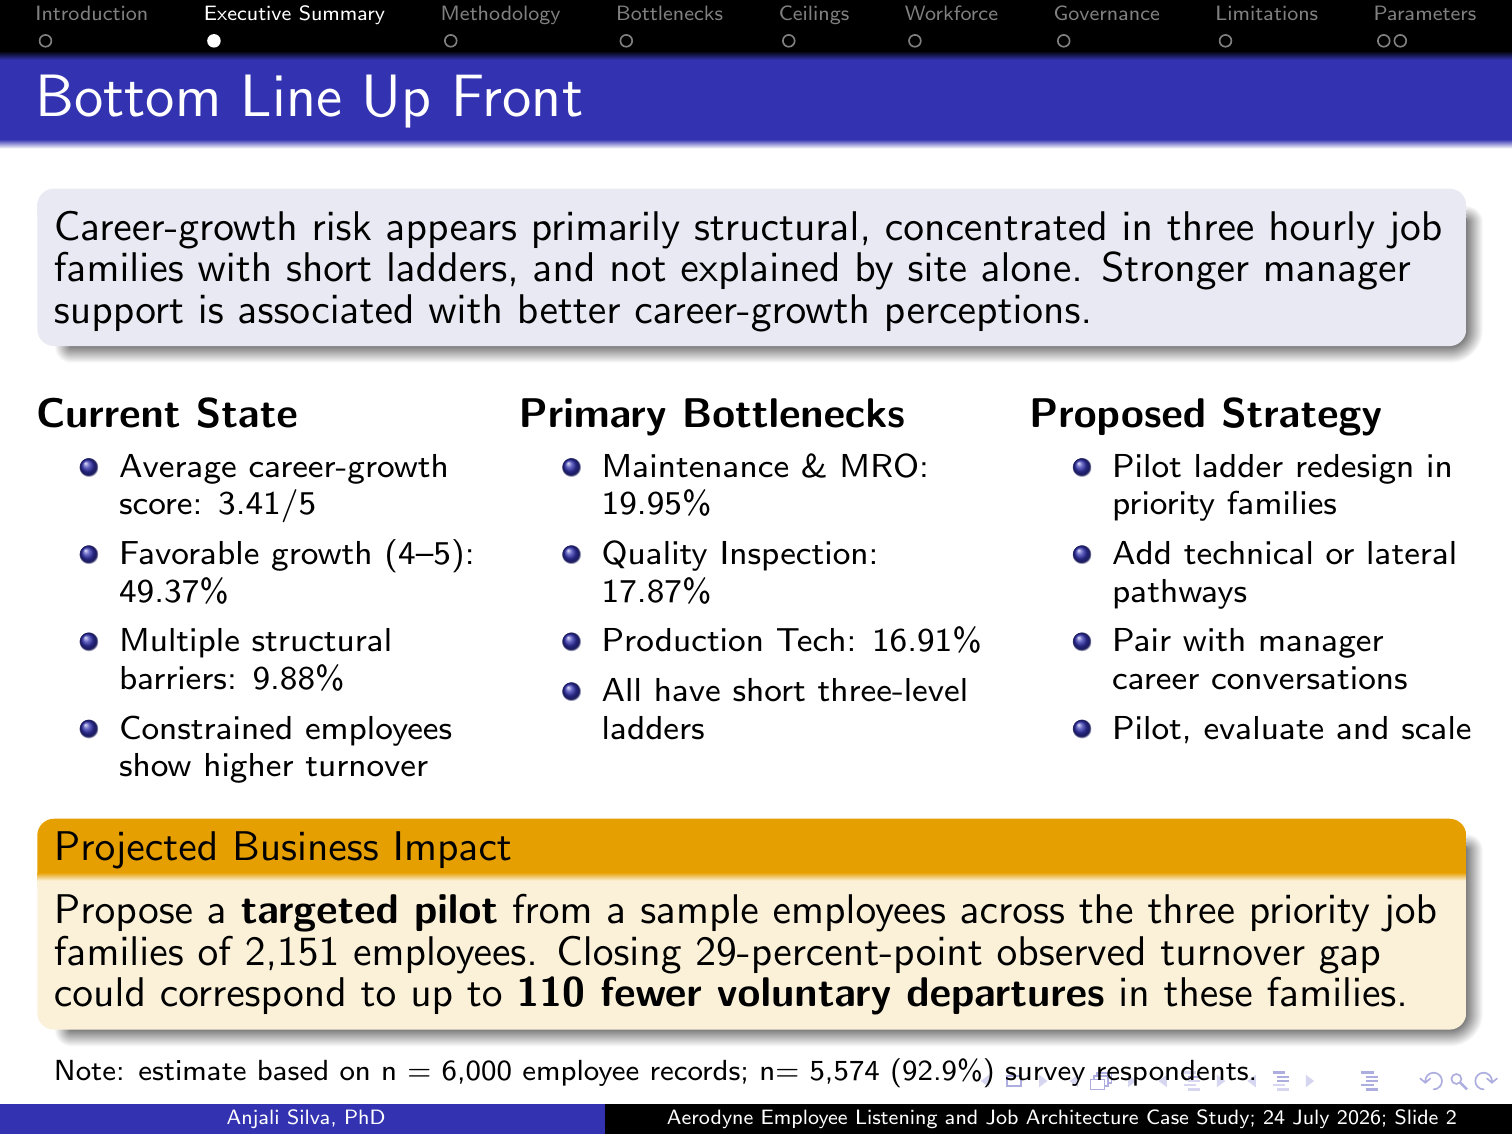 Introduction Executive Summary Methodology Bottlenecks Ceilings Workforce Governance Limitations Parameters
Bottom Line Up Front
Career-growth risk appears primarily structural, concentrated in three hourly job
families with short ladders, and not explained by site alone. Stronger manager
support is associated with better career-growth perceptions.
Current State
Average career-growth
score: 3.41/5
Favorable growth (4–5):
49.37%
Multiple structural
barriers: 9.88%
Constrained employees
show higher turnover
Primary Bottlenecks
Maintenance & MRO:
19.95%
Quality Inspection:
17.87%
Production Tech: 16.91%
All have short three-level
ladders
Proposed Strategy
Pilot ladder redesign in
priority families
Add technical or lateral
pathways
Pair with manager
career conversations
Pilot, evaluate and scale
Projected Business Impact
Propose a targeted pilot from a sample employees across the three priority job
families of 2,151 employees. Closing 29-percent-point observed turnover gap
could correspond to up to 110 fewer voluntary departures in these families.
Note: estimate based on n = 6,000 employee records; n= 5,574 (92.9%) survey respondents.
Anjali Silva, PhD
Aerodyne Employee Listening and Job Architecture Case Study; 24 July 2026; Slide 2